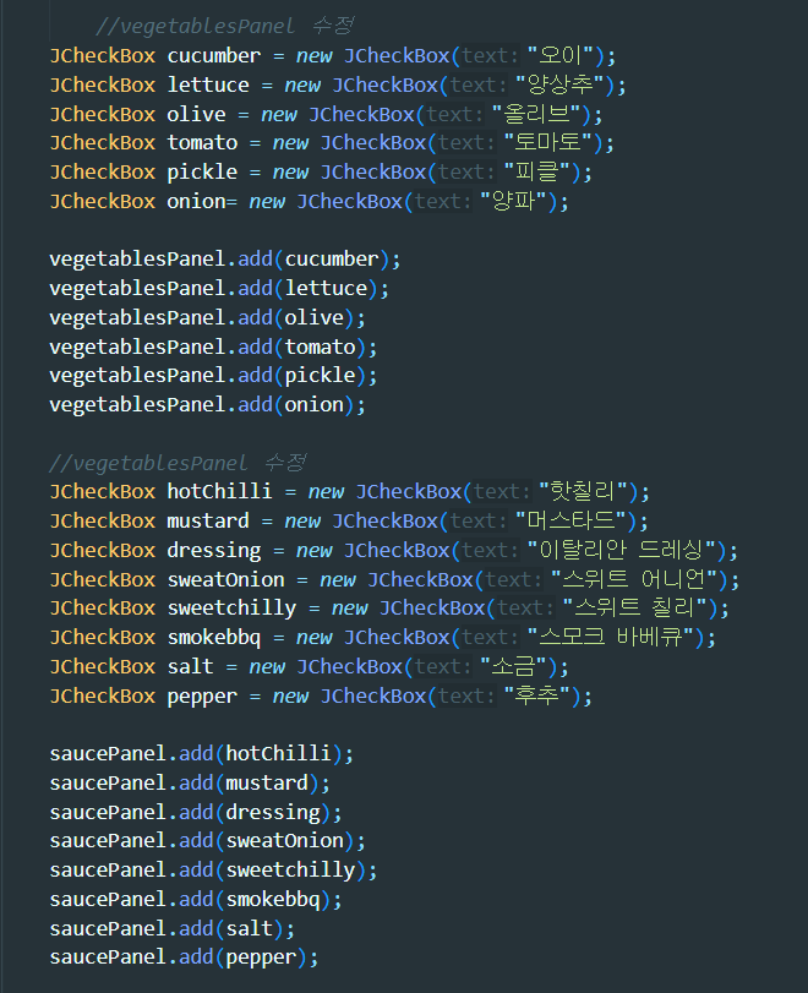 //vegetablesPanel 수정
JCheckBox cucumber = new JCheckBox(text: "오이");
JCheckBox lettuce = new JCheckBox(text: "양상추");
JCheckBox olive = new JCheckBox(text: "올리브");
JCheckBox tomato = new JCheckBox(text: "토마토");
JCheckBox pickle = new JCheckBox(text: "피클");
JCheckBox onion= new JCheckBox(text: "양파");
vegetablesPanel.add(cucumber);
vegetablesPanel.add(lettuce);
vegetablesPanel.add(olive);
vegetablesPanel.add(tomato);
vegetablesPanel.add(pickle);
vegetablesPanel.add(onion);
//vegetablesPanel 수정
JCheckBox hotChilli = new JCheckBox(text: "핫칠리");
JCheckBox mustard = new JCheckBox(text: "머스타드");
JCheckBox dressing = new JCheckBox(text: "이탈리안 드레싱");
JCheckBox sweatOnion = new JCheckBox(text: "스위트 어니언");
JCheckBox sweetchilly = new JCheckBox(text: "스위트 칠리");
JCheckBox smokebbq = new JCheckBox(text: "스모크 바베큐");
JCheckBox salt = new JCheckBox(text: "소금");
JCheckBox pepper = new JCheckBox(text: "후추");
saucePanel.add(hotChilli);
saucePanel.add(mustard);
saucePanel.add(dressing);
saucePanel.add(sweatOnion);
saucePanel.add(sweetchilly);
saucePanel.add(smokebbq);
saucePanel.add(salt);
saucePanel.add(pepper);